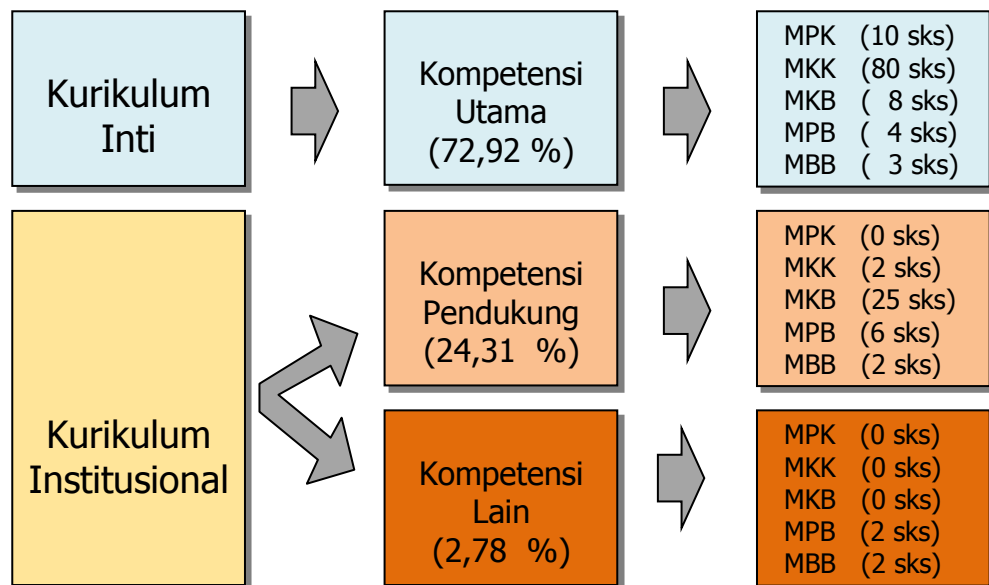 Kurikulum
Inti
Kompetensi
Utama
(72,92 %)
MPK (10 sks)
MKK (80 sks)
MKB ( 8 sks)
MPB ( 4 sks)
MBB ( 3 sks)
Kurikulum
Institusional
Kompetensi
Pendukung
(24,31 %)
MPK (0 sks)
MKK (2 sks)
MKB (25 sks)
MPB (6 sks)
MBB (2 sks)
Kompetensi
Lain
(2,78 %)
MPK (0 sks)
MKK (0 sks)
MKB (0 sks)
MPB (2 sks)
MBB (2 sks)